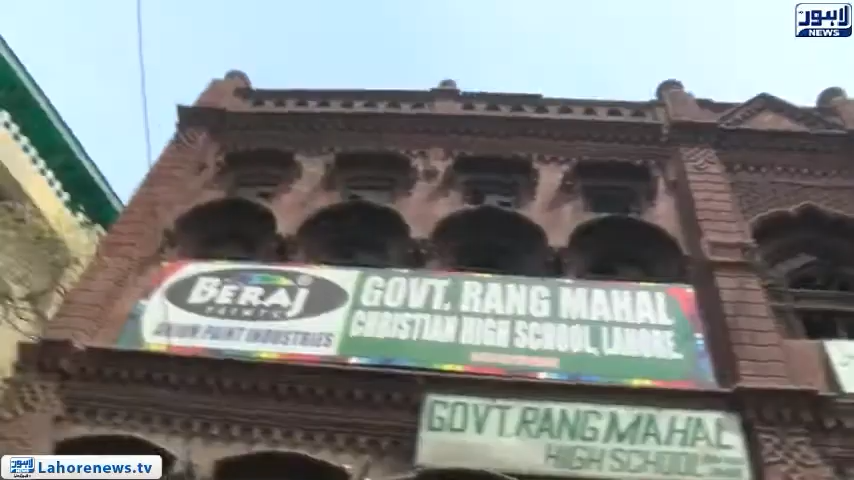 لاہور
NEWS
BERAJ
PAINTS
UNION PAINT INDUSTRIES
GOVT. RANG MAHAL
CHRISTIAN HIGH SCHOOL, LAHORE.
GOVT. RANG MAHAL
HIGH SCHOOL
Lahorenews.tv